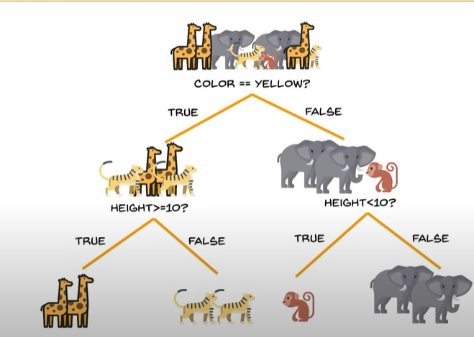 COLOR == YELLOW?
TRUE
FALSE
HEIGHT>=10?
HEIGHT<10?
TRUE
FALSE
TRUE
FALSE